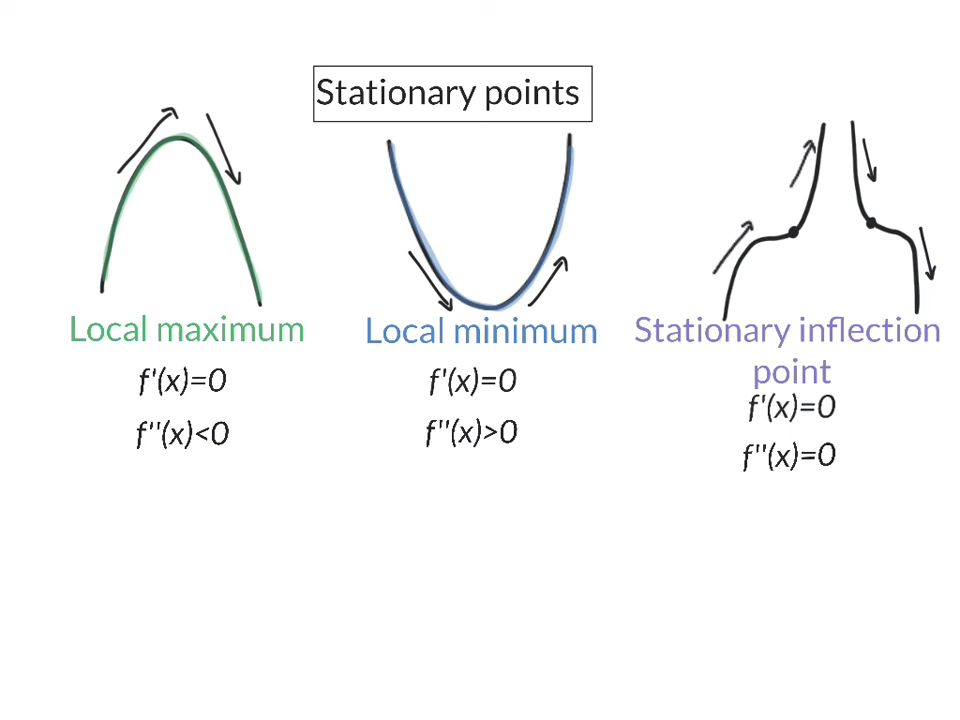 Stationary points
Local maximum
f'(x)=0
f''(x)<0
Local minimum
f'(x)=0
f''(x)>0
Stationary inflection
point
f'(x)=0
f''(x)=0